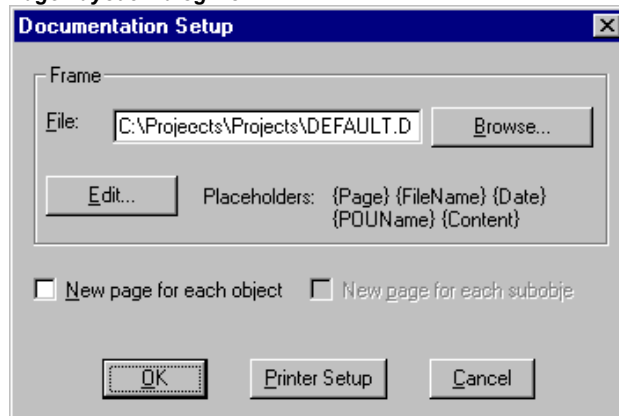 Documentation Setup
Frame
File: C:\Projeects\Projects\DEFAULT.D Browse...
Edit... Placeholders: {Page} {FileName} {Date}
{POUName} {Content}
New page for each object New page for each subobje
OK Printer Setup Cancel